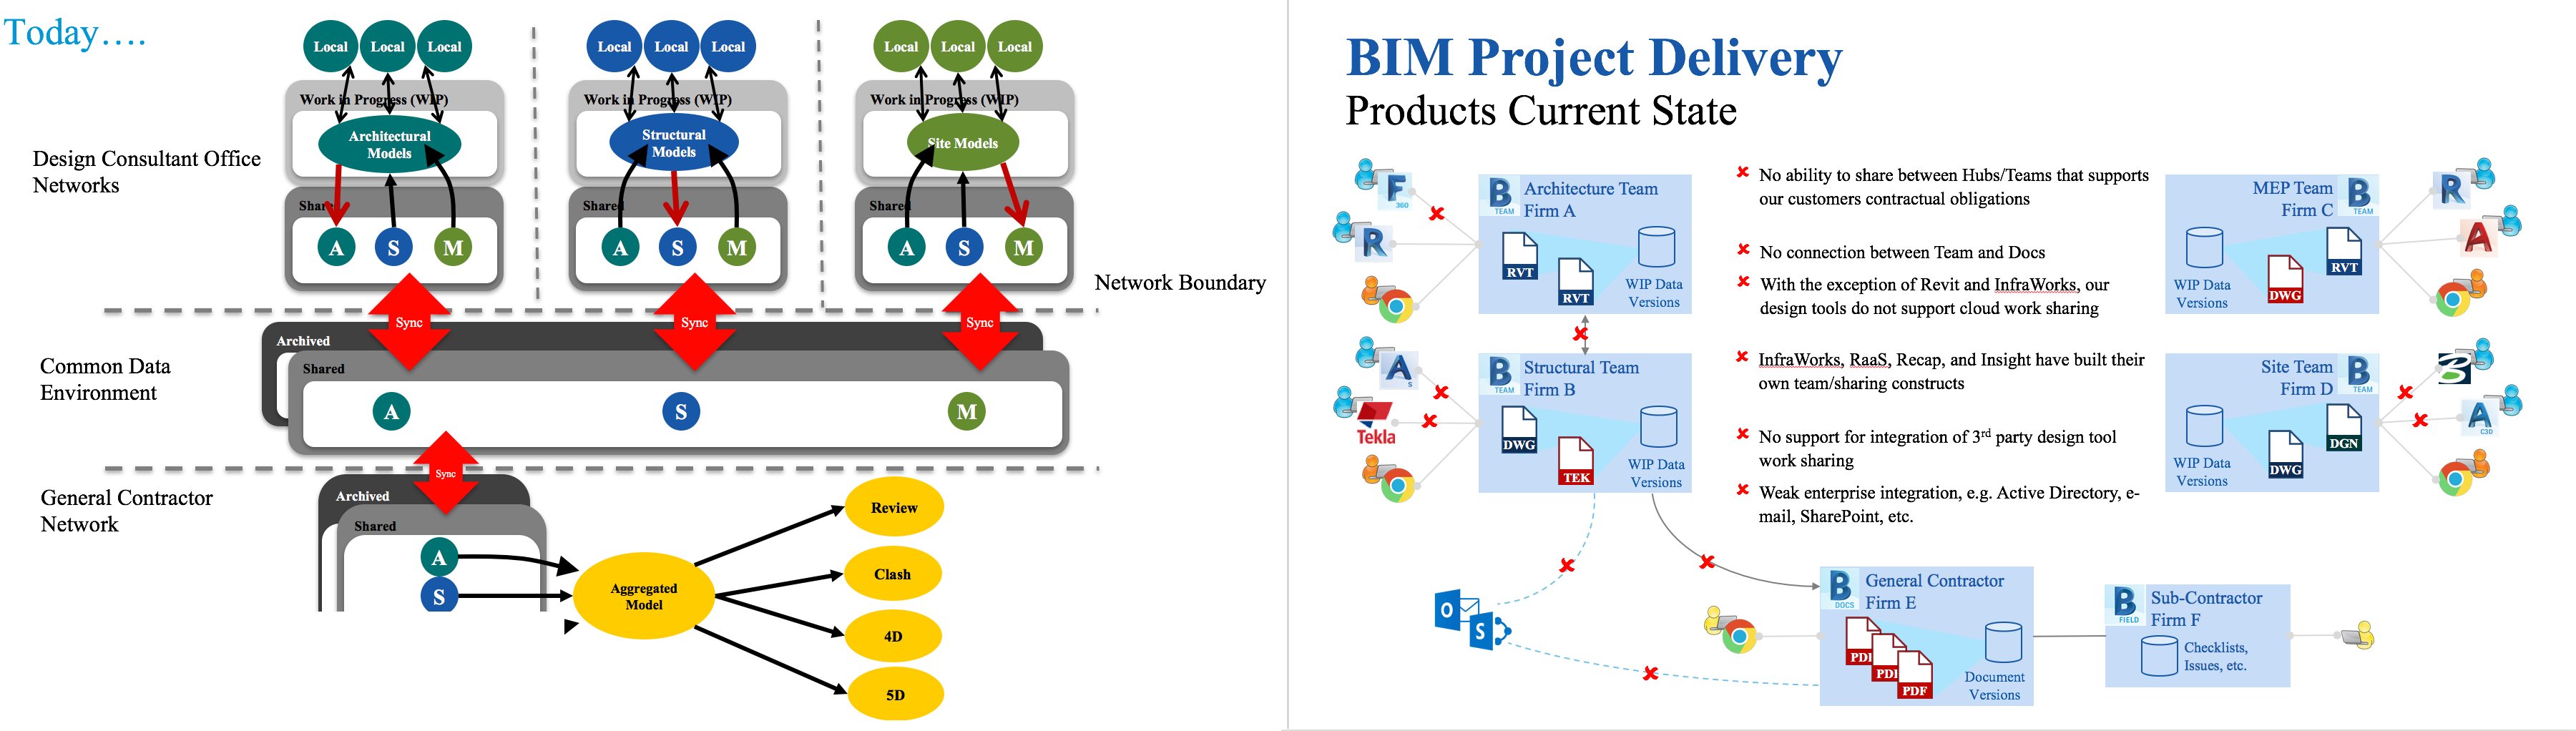 Today….
Local
Local
Local
Local
Local
Local
Local
Local
Local
Work in Progress (WIP)
Work in Progress (WIP)
Work in Progress (WIP)
Architectural
Models
Structural
Models
Site Models
Design Consultant Office
Networks
Shared
Shared
A
S
M
A
S
M
A
S
M
Network Boundary
Sync
Sync
Sync
Archived
Common Data
Environment
Shared
A
S
M
Sync
General Contractor
Network
Archived
Shared
A
S
Aggregated
Model
Review
Clash
4D
5D
BIM Project Delivery
Products Current State
F
360
R
B
TEAM
Architecture Team
Firm A
RVT
RVT
WIP Data
Versions
A
S
Tekla
B
TEAM
Structural Team
Firm B
DWG
TEK
WIP Data
Versions
✘ No ability to share between Hubs/Teams that supports
our customers contractual obligations
✘ No connection between Team and Docs
✘ With the exception of Revit and InfraWorks, our
design tools do not support cloud work sharing
✘ InfraWorks, RaaS, Recap, and Insight have built their
own team/sharing constructs
✘ No support for integration of 3rd party design tool
work sharing
✘ Weak enterprise integration, e.g. Active Directory, e-
mail, SharePoint, etc.
MEP Team
Firm C
B
TEAM
WIP Data
Versions
DWG
RVT
R
A
Site Team
Firm D
B
TEAM
WIP Data
Versions
DWG
DGN
A
C3D
O
S
B
DOCS
General Contractor
Firm E
PDF
Document
Versions
B
FIELD
Sub-Contractor
Firm F
Checklists,
Issues, etc.